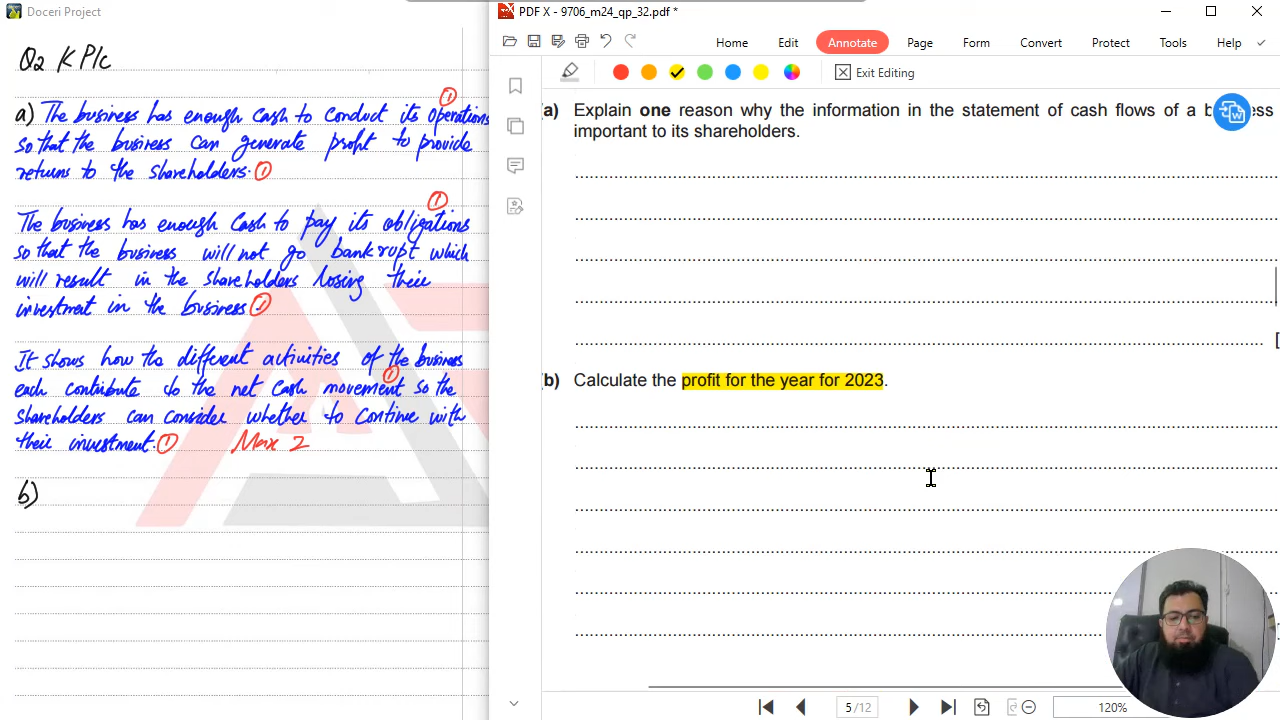 Doceri Project
Q2 K Plc
a) The business has enough cash to conduct its operations ①
so that the business can generate profit to provide
returns to the shareholders. ①
The business has enough cash to pay its obligations ①
so that the business will not go bankrupt which
will result in the shareholders losing their
investment in the business. ①
It shows how the different activities of the business
each contribute to the net cash movement ① so the
shareholders can consider whether to continue with
their investment. ① Max 2
b)
PDF X - 9706_m24_qp_32.pdf *
Home Edit Annotate Page Form Convert Protect Tools Help
Exit Editing
(a) Explain one reason why the information in the statement of cash flows of a b ess
important to its shareholders.
[
(b) Calculate the profit for the year for 2023.
5 /12
120%